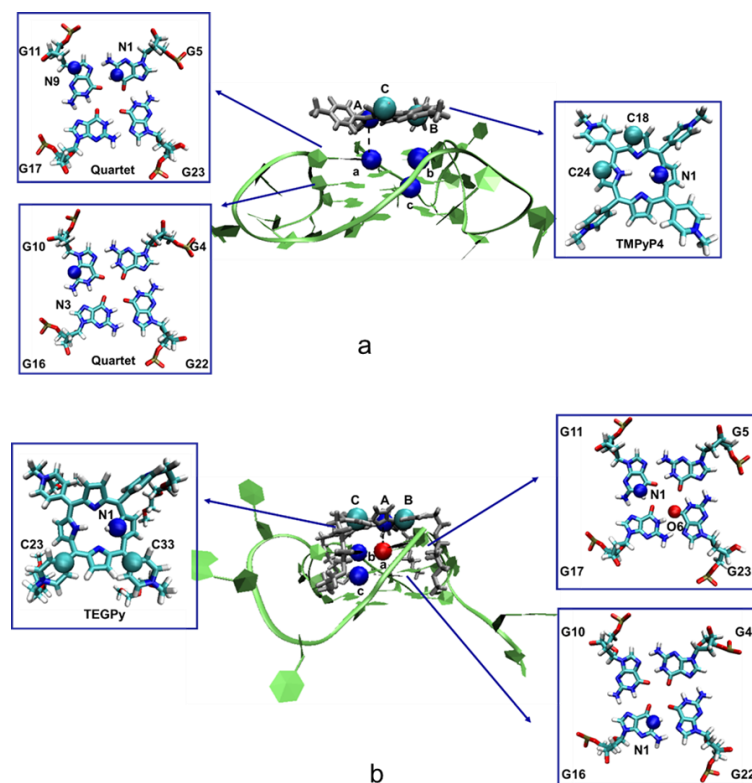 G11 N1 G5
N9
G17 Quartet G23
C
A
B
a
b
c
C18
C24 N1
TMPyP4
G10 G4
N3
G16 Quartet G22
a
N1
C23 C33
TEGPy
C A B
b a
c
G11 G5
N1
O6
G17 G23
G10 G4
N1
G16 G22
b